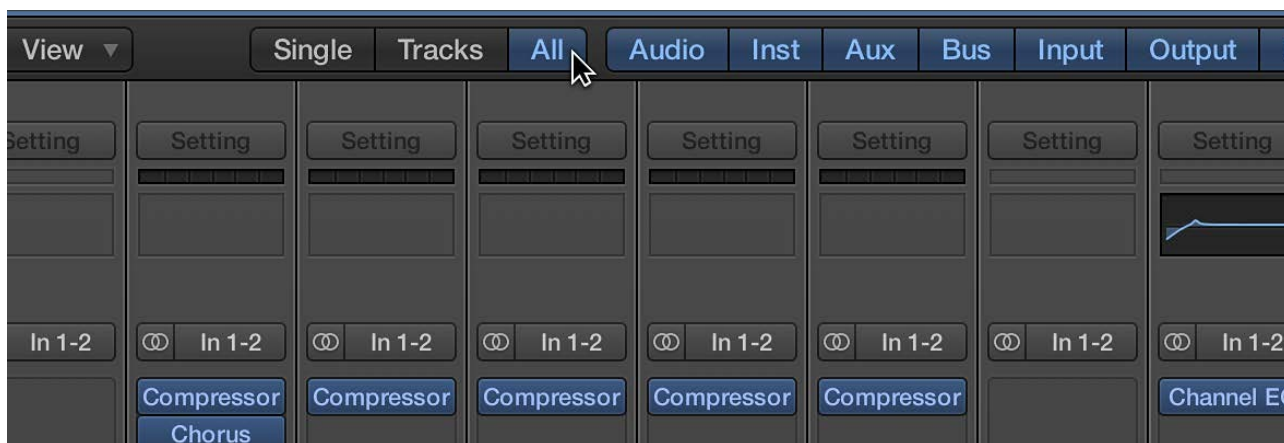 View Single Tracks All Audio Inst Aux Bus Input Output
Setting Setting Setting Setting Setting Setting Setting Setting
In 1-2 In 1-2 In 1-2 In 1-2 In 1-2 In 1-2 In 1-2 In 1-2
Compressor Compressor Compressor Compressor Compressor Channel EQ
Chorus